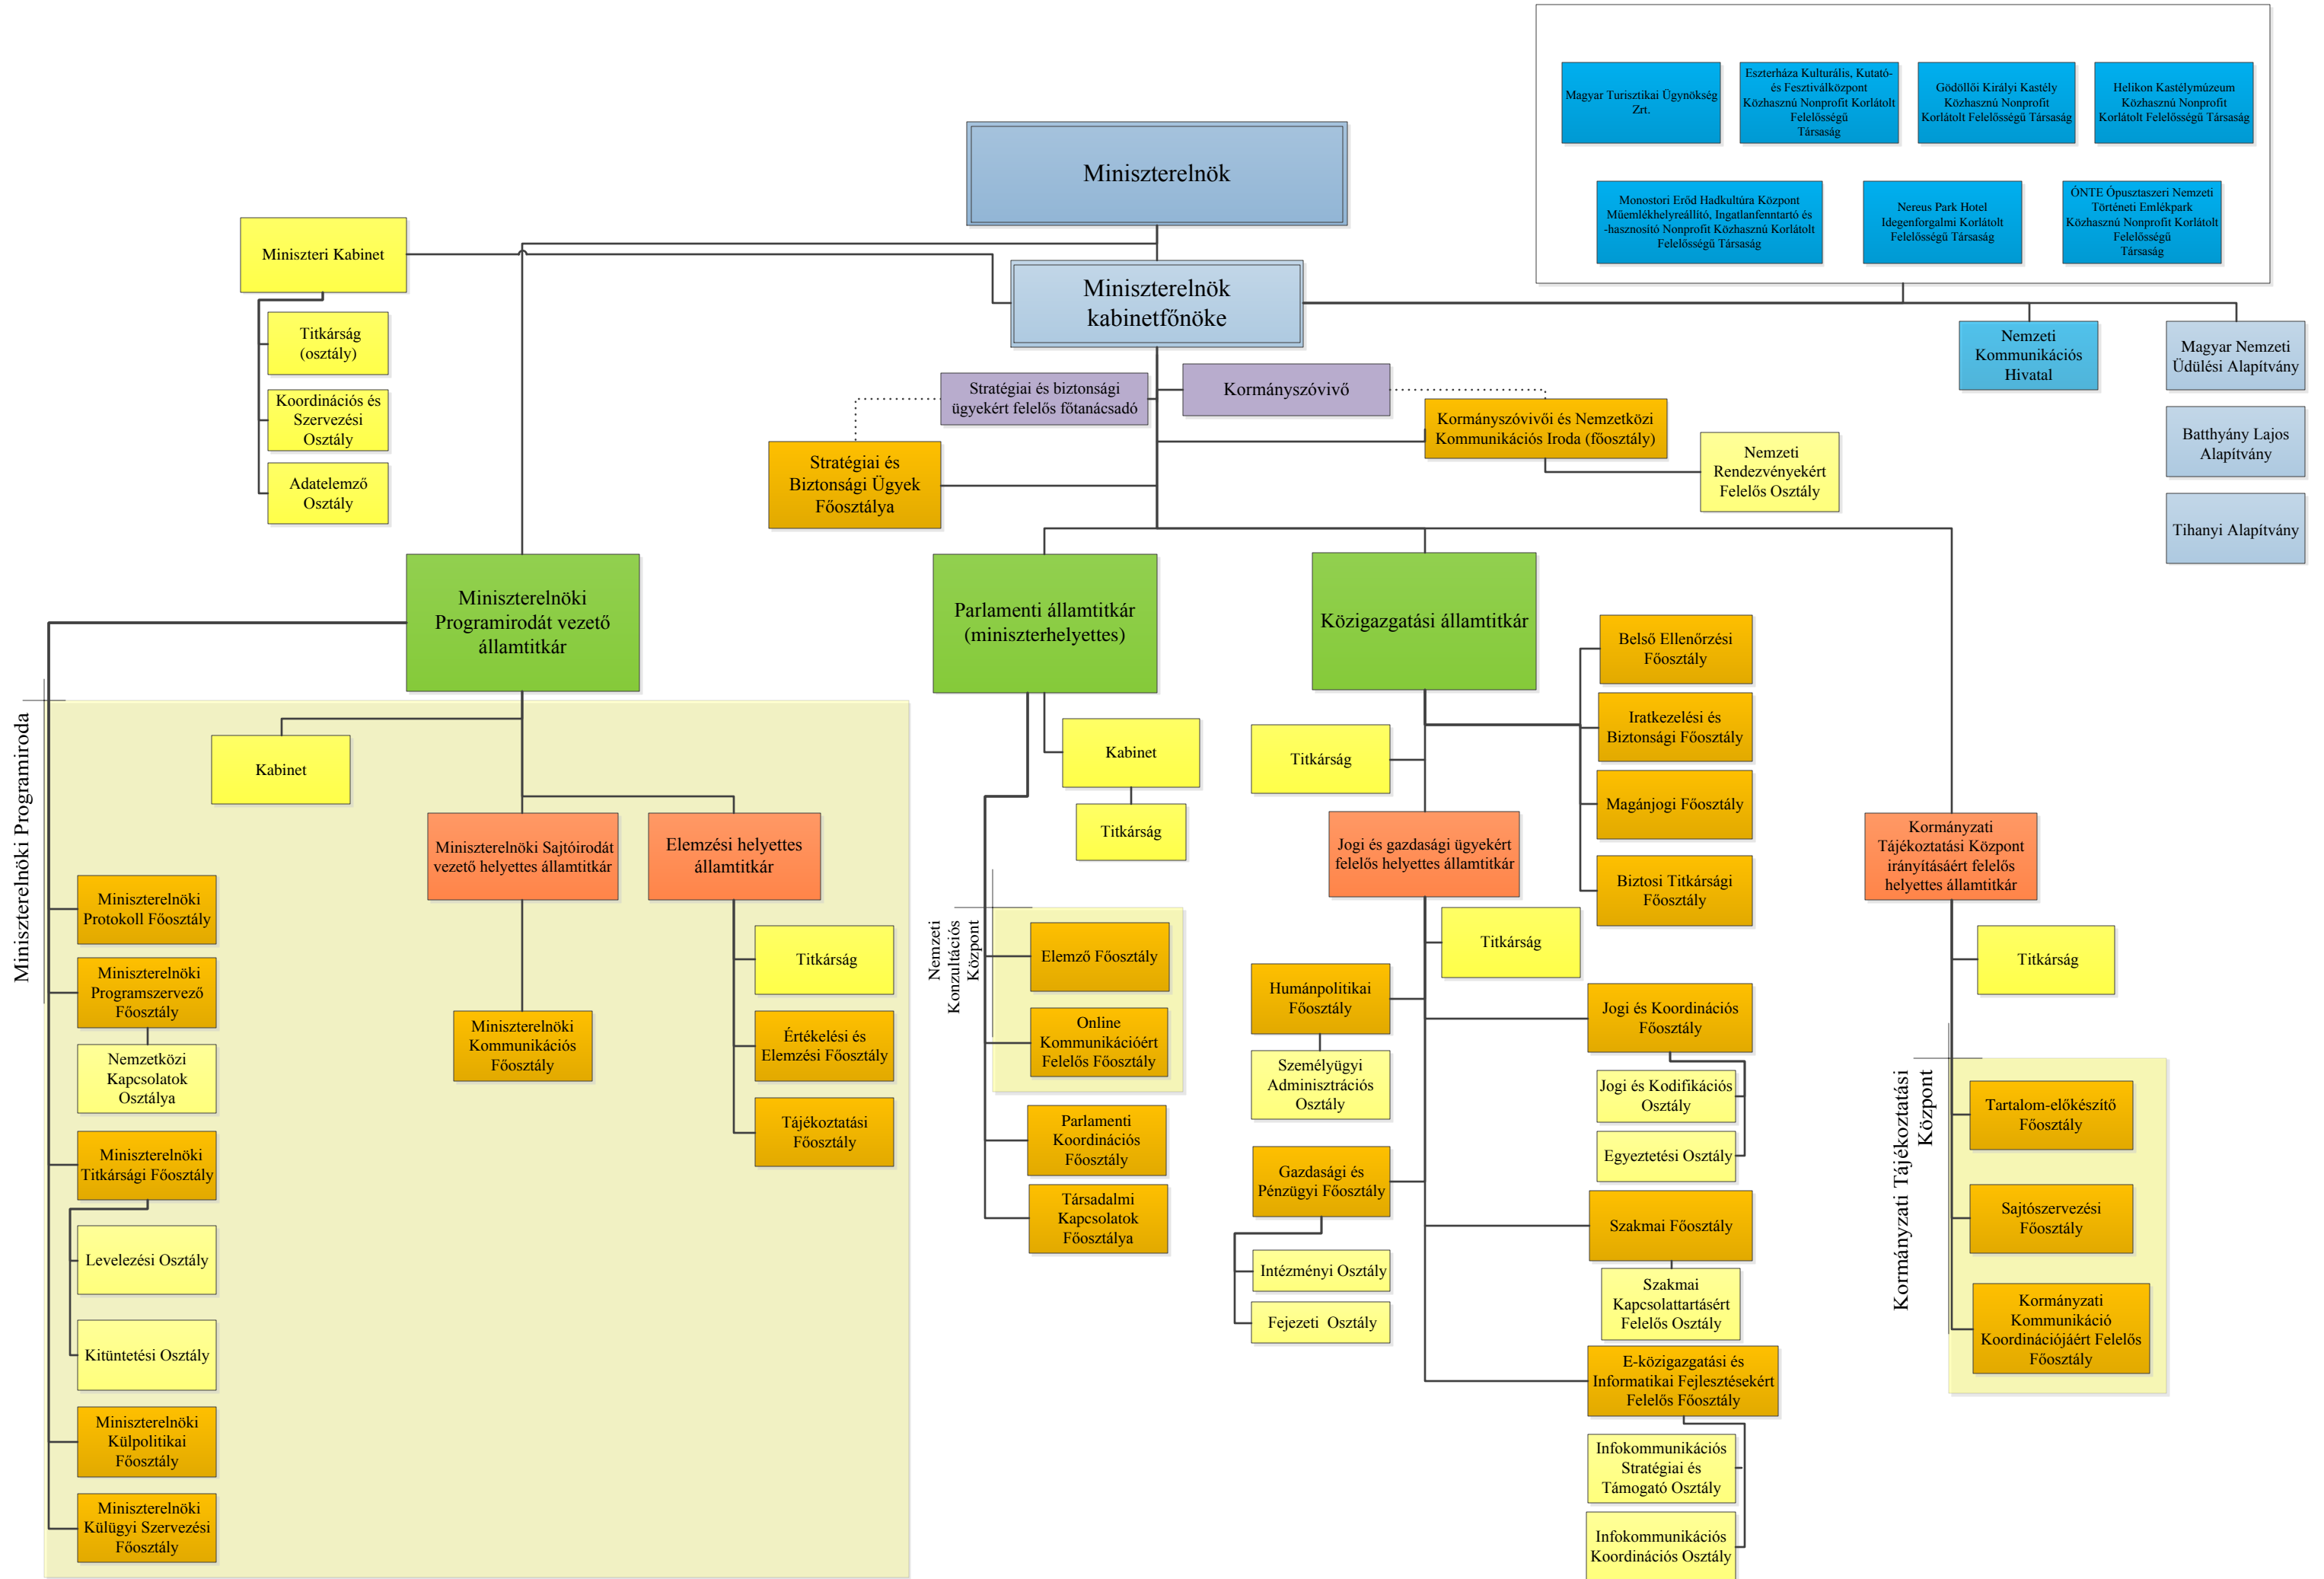 Magyar Turisztikai Ügynökség
Zrt.
Eszterháza Kulturális, Kutató-
és Fesztiválközpont
Közhasznú Nonprofit Korlátolt
Felelősségű
Társaság
Gödöllői Királyi Kastély
Közhasznú Nonprofit
Korlátolt Felelősségű Társaság
Helikon Kastélymúzeum
Közhasznú Nonprofit
Korlátolt Felelősségű Társaság
Monostori Erőd Hadkultúra Központ
Műemlékhelyreállító, Ingatlanfenntartó és
-hasznosító Nonprofit Közhasznú Korlátolt
Felelősségű Társaság
Nereus Park Hotel
Idegenforgalmi Korlátolt
Felelősségű Társaság
ÓNTE Ópusztaszeri Nemzeti
Történeti Emlékpark
Közhasznú Nonprofit Korlátolt
Felelősségű
Társaság
Miniszterelnök
Miniszteri Kabinet
Miniszterelnök
kabinetfőnöke
Titkárság
(osztály)
Koordinációs és
Szervezési
Osztály
Adatelemző
Osztály
Nemzeti
Kommunikációs
Hivatal
Magyar Nemzeti
Üdülési Alapítvány
Batthyány Lajos
Alapítvány
Tihanyi Alapítvány
Stratégiai és biztonsági
ügyekért felelős főtanácsadó
Kormányszóvivő
Stratégiai és
Biztonsági Ügyek
Főosztálya
Kormányszóvivői és Nemzetközi
Kommunikációs Iroda (főosztály)
Nemzeti
Rendezvényekért
Felelős Osztály
Miniszterelnöki
Programirodát vezető
államtitkár
Parlamenti államtitkár
(miniszterhelyettes)
Közigazgatási államtitkár
Miniszterelnöki Programiroda
Kabinet
Miniszterelnöki Sajtóirodát
vezető helyettes államtitkár
Elemzési helyettes
államtitkár
Miniszterelnöki
Protokoll Főosztály
Miniszterelnöki
Programszervező
Főosztály
Nemzetközi
Kapcsolatok
Osztálya
Miniszterelnöki
Titkársági Főosztály
Levelezési Osztály
Kitüntetési Osztály
Miniszterelnöki
Külpolitikai
Főosztály
Miniszterelnöki
Külügyi Szervezési
Főosztály
Miniszterelnöki
Kommunikációs
Főosztály
Titkárság
Értékelési és
Elemzési Főosztály
Tájékoztatási
Főosztály
Kabinet
Titkárság
Nemzeti
Konzultációs
Központ
Elemző Főosztály
Online
Kommunikációért
Felelős Főosztály
Parlamenti
Koordinációs
Főosztály
Társadalmi
Kapcsolatok
Főosztálya
Titkárság
Belső Ellenőrzési
Főosztály
Iratkezelési és
Biztonsági Főosztály
Magánjogi Főosztály
Biztosi Titkársági
Főosztály
Jogi és gazdasági ügyekért
felelős helyettes államtitkár
Titkárság
Humánpolitikai
Főosztály
Személyügyi
Adminisztrációs
Osztály
Gazdasági és
Pénzügyi Főosztály
Intézményi Osztály
Fejezeti  Osztály
Jogi és Koordinációs
Főosztály
Jogi és Kodifikációs
Osztály
Egyeztetési Osztály
Szakmai Főosztály
Szakmai
Kapcsolattartásért
Felelős Osztály
E-közigazgatási és
Informatikai Fejlesztésekért
Felelős Főosztály
Infokommunikációs
Stratégiai és
Támogató Osztály
Infokommunikációs
Koordinációs Osztály
Kormányzati
Tájékoztatási Központ
irányításáért felelős
helyettes államtitkár
Titkárság
Kormányzati Tájékoztatási
Központ
Tartalom-előkészítő
Főosztály
Sajtószervezési
Főosztály
Kormányzati
Kommunikáció
Koordinációjáért Felelős
Főosztály